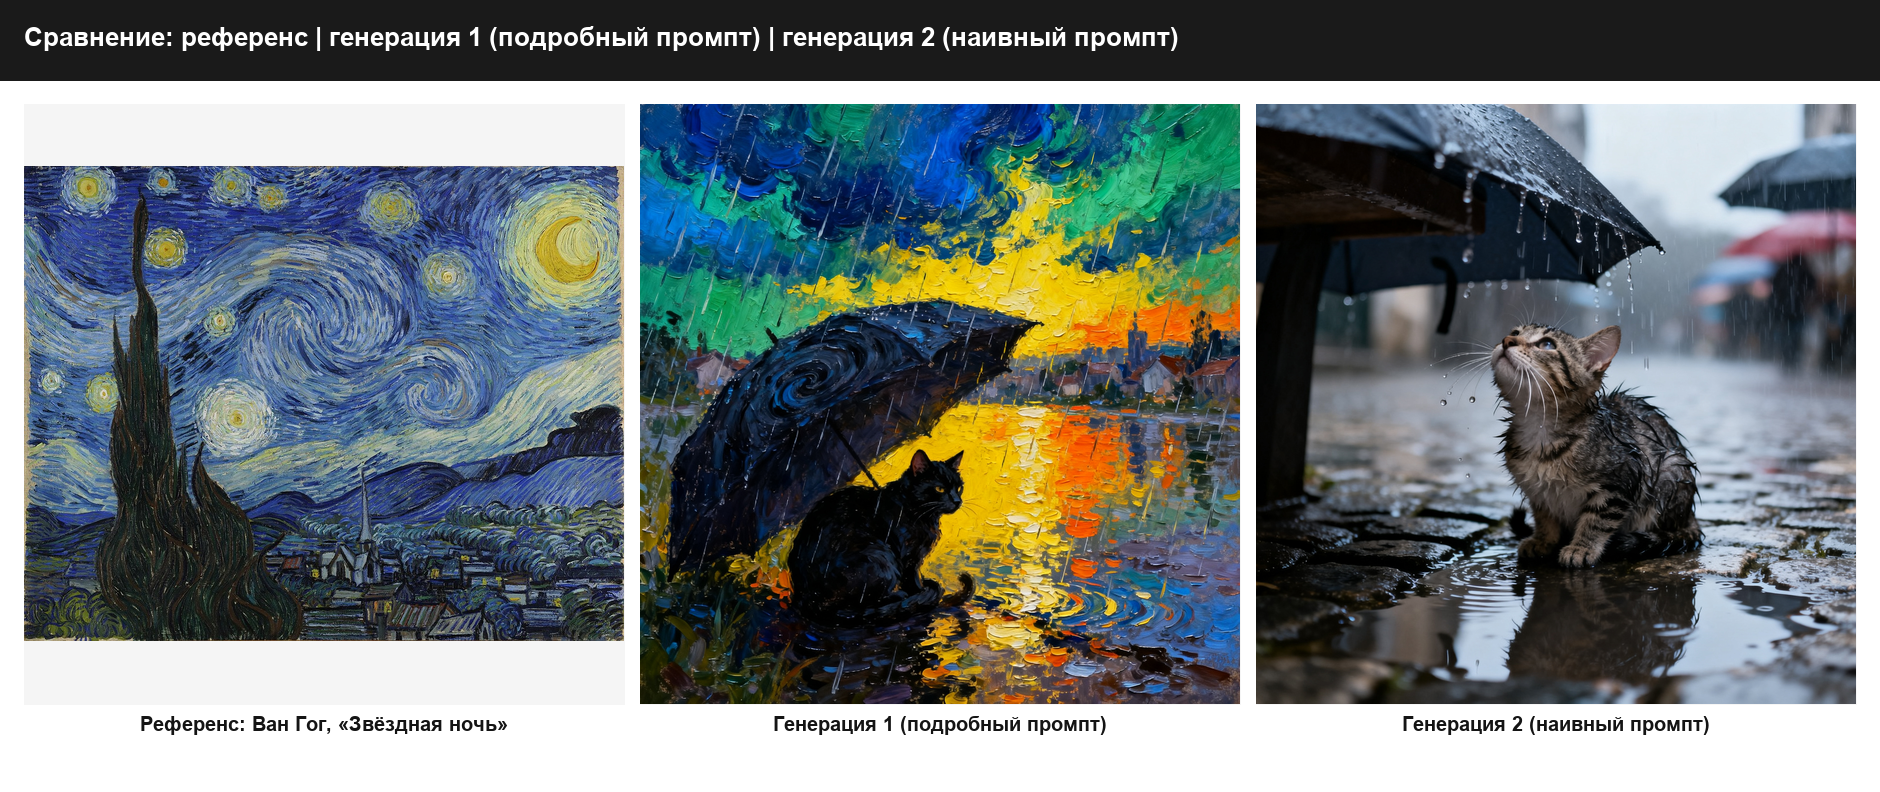 Сравнение: референс | генерация 1 (подробный промпт) | генерация 2 (наивный промпт)
Референс: Ван Гог, «Звёздная ночь»
Генерация 1 (подробный промпт)
Генерация 2 (наивный промпт)